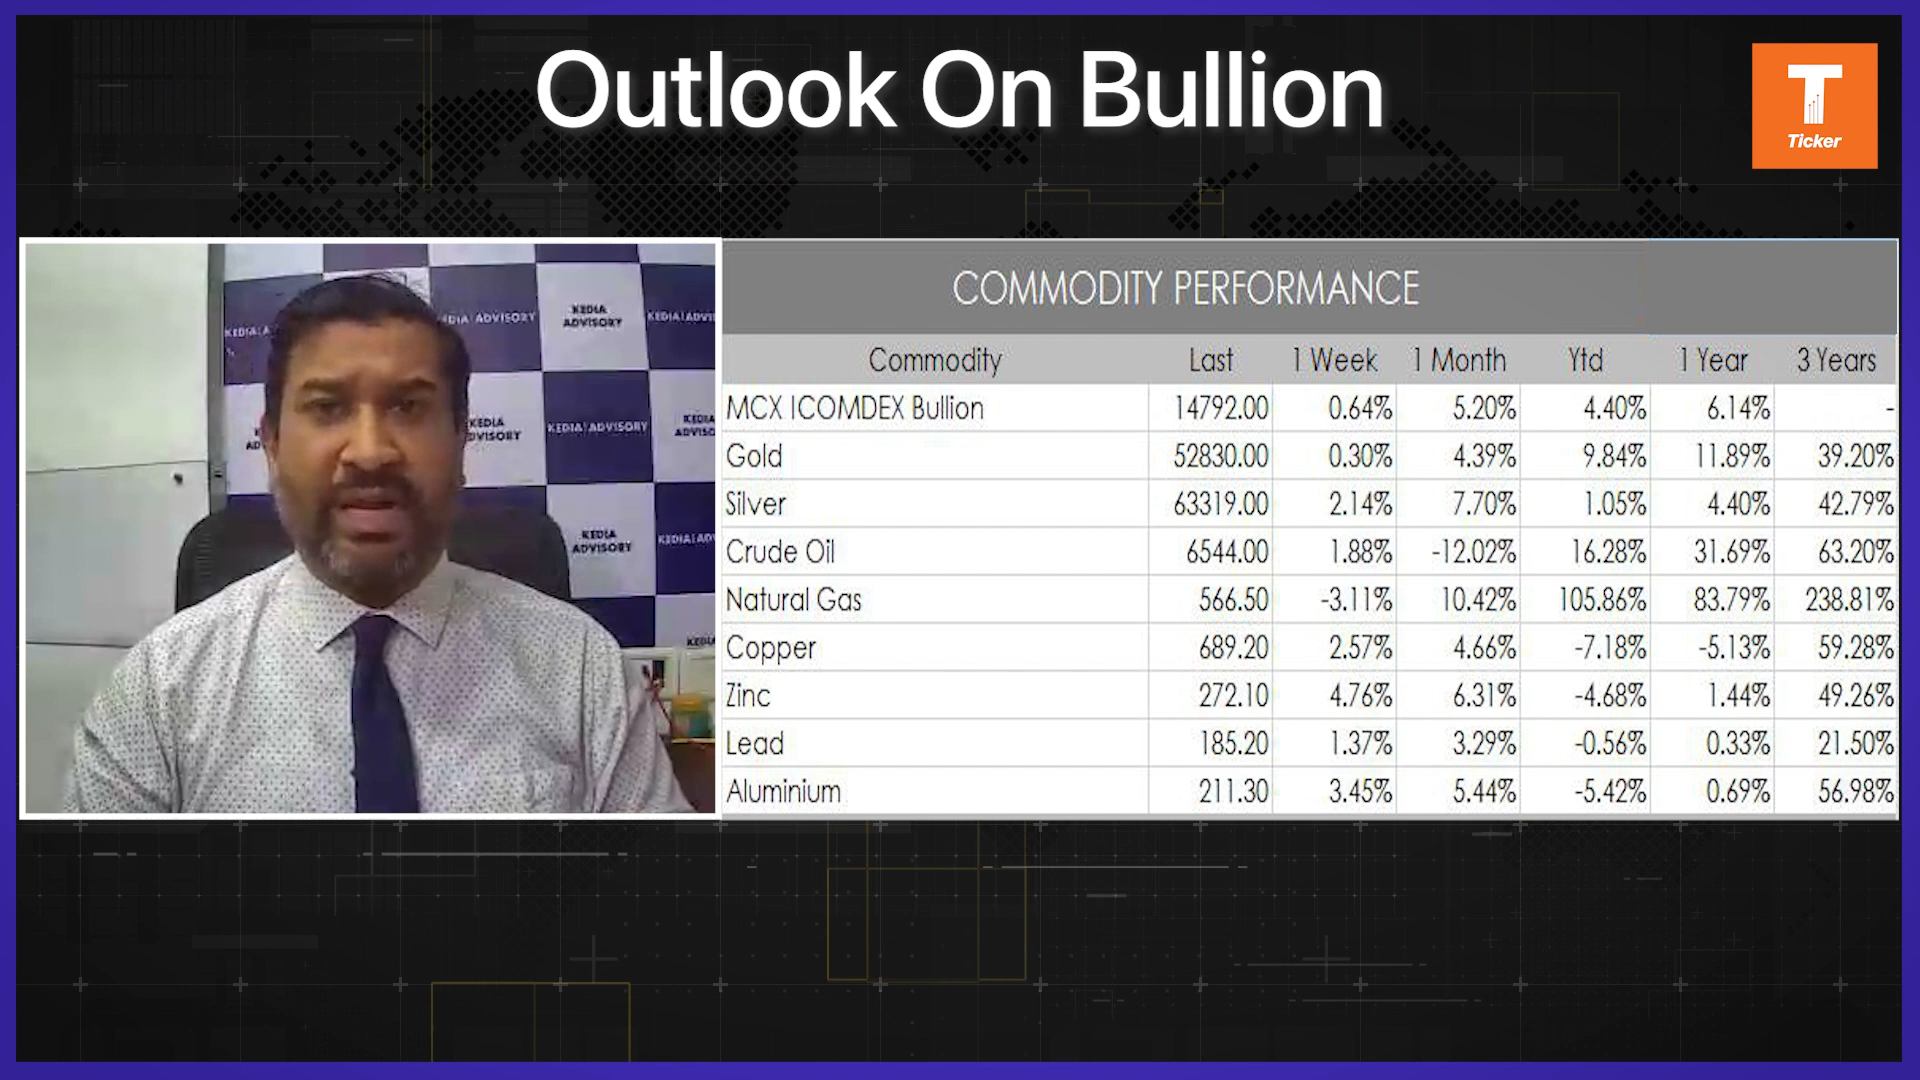 Outlook On Bullion
T
Ticker
KEDIA ADVISORY
KEDIA
ADVISORY
KEDIA
ADVISORY
KEDIA ADVISORY
KEDIA
ADVISORY
COMMODITY PERFORMANCE
Commodity Last 1 Week 1 Month Ytd 1 Year 3 Years
MCX ICOMDEX Bullion 14792.00 0.64% 5.20% 4.40% 6.14% -
Gold 52830.00 0.30% 4.39% 9.84% 11.89% 39.20%
Silver 63319.00 2.14% 7.70% 1.05% 4.40% 42.79%
Crude Oil 6544.00 1.88% -12.02% 16.28% 31.69% 63.20%
Natural Gas 566.50 -3.11% 10.42% 105.86% 83.79% 238.81%
Copper 689.20 2.57% 4.66% -7.18% -5.13% 59.28%
Zinc 272.10 4.76% 6.31% -4.68% 1.44% 49.26%
Lead 185.20 1.37% 3.29% -0.56% 0.33% 21.50%
Aluminium 211.30 3.45% 5.44% -5.42% 0.69% 56.98%